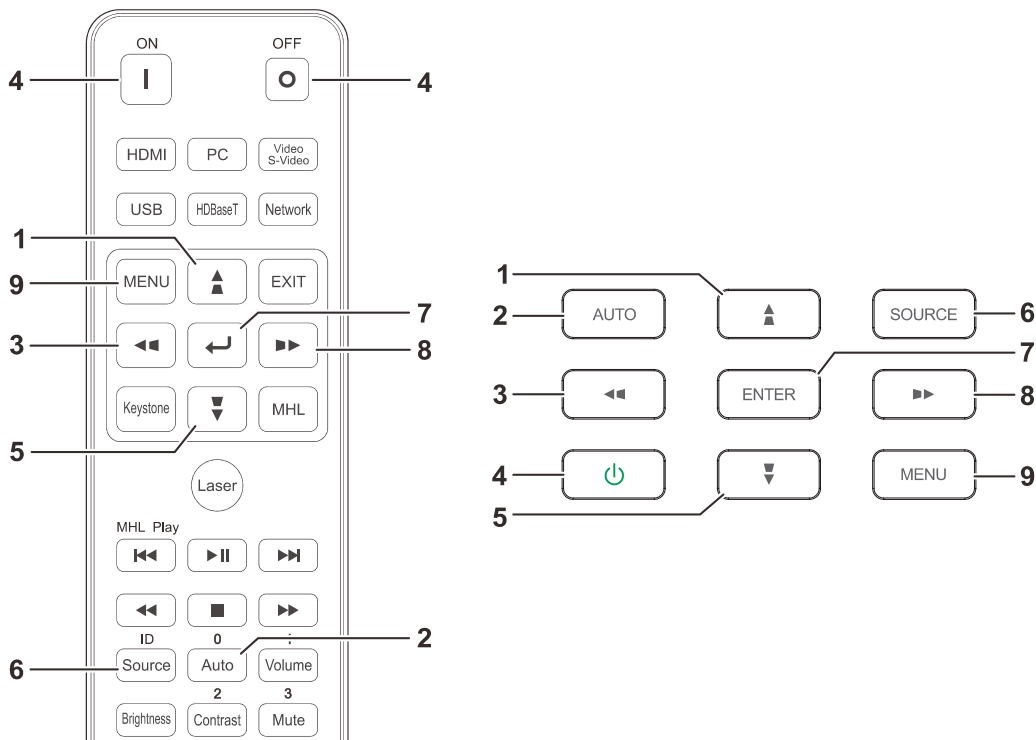 ON OFF
4 4
HDMI PC Video S-Video
USB HDBaseT Network
1
9 MENU EXIT
7
3 8
Keystone MHL
5
Laser
MHL Play
ID 0 :
2
6 Source Auto Volume
2 3
Brightness Contrast Mute
1
2 AUTO SOURCE 6
7
3 ENTER 8
4 MENU 9
5